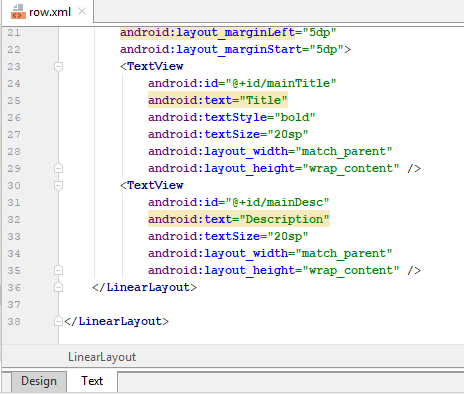 row.xml ×
21 android:layout_marginLeft="5dp"
22 android:layout_marginStart="5dp">
23 <TextView
24 android:id="@+id/mainTitle"
25 android:text="Title"
26 android:textStyle="bold"
27 android:textSize="20sp"
28 android:layout_width="match_parent"
29 android:layout_height="wrap_content" />
30 <TextView
31 android:id="@+id/mainDesc"
32 android:text="Description"
33 android:textSize="20sp"
34 android:layout_width="match_parent"
35 android:layout_height="wrap_content" />
36 </LinearLayout>
37
38 </LinearLayout>
LinearLayout
Design Text